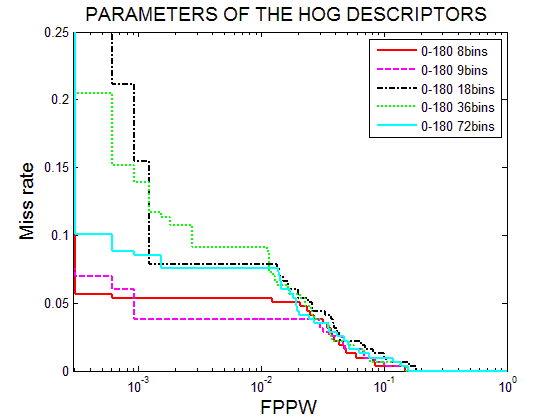 PARAMETERS OF THE HOG DESCRIPTORS
0.25
0.2
0.15
0.1
0.05
0
Miss rate
0-180 8bins
0-180 9bins
0-180 18bins
0-180 36bins
0-180 72bins
10^-3
10^-2
10^-1
10^0
FPPW